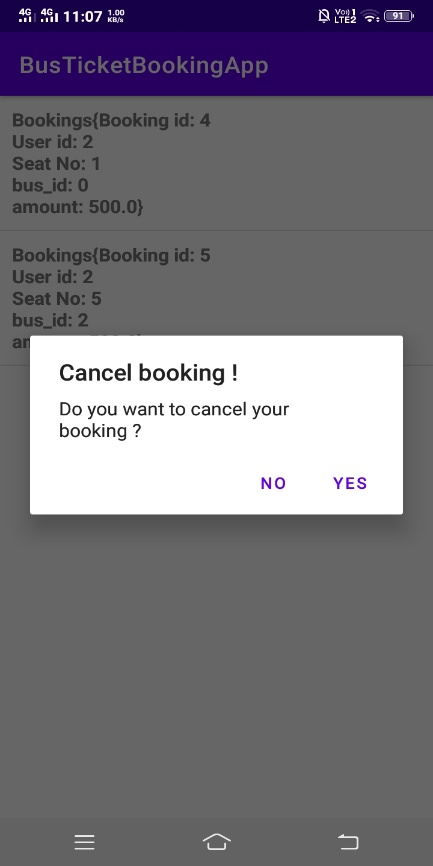 4G 4G 11:07 1.00 KB/s Vo)) 1 LTE2 91
BusTicketBookingApp
Bookings{Booking id: 4
User id: 2
Seat No: 1
bus_id: 0
amount: 500.0}
Bookings{Booking id: 5
User id: 2
Seat No: 5
bus_id: 2
Cancel booking !
Do you want to cancel your
booking ?
NO YES